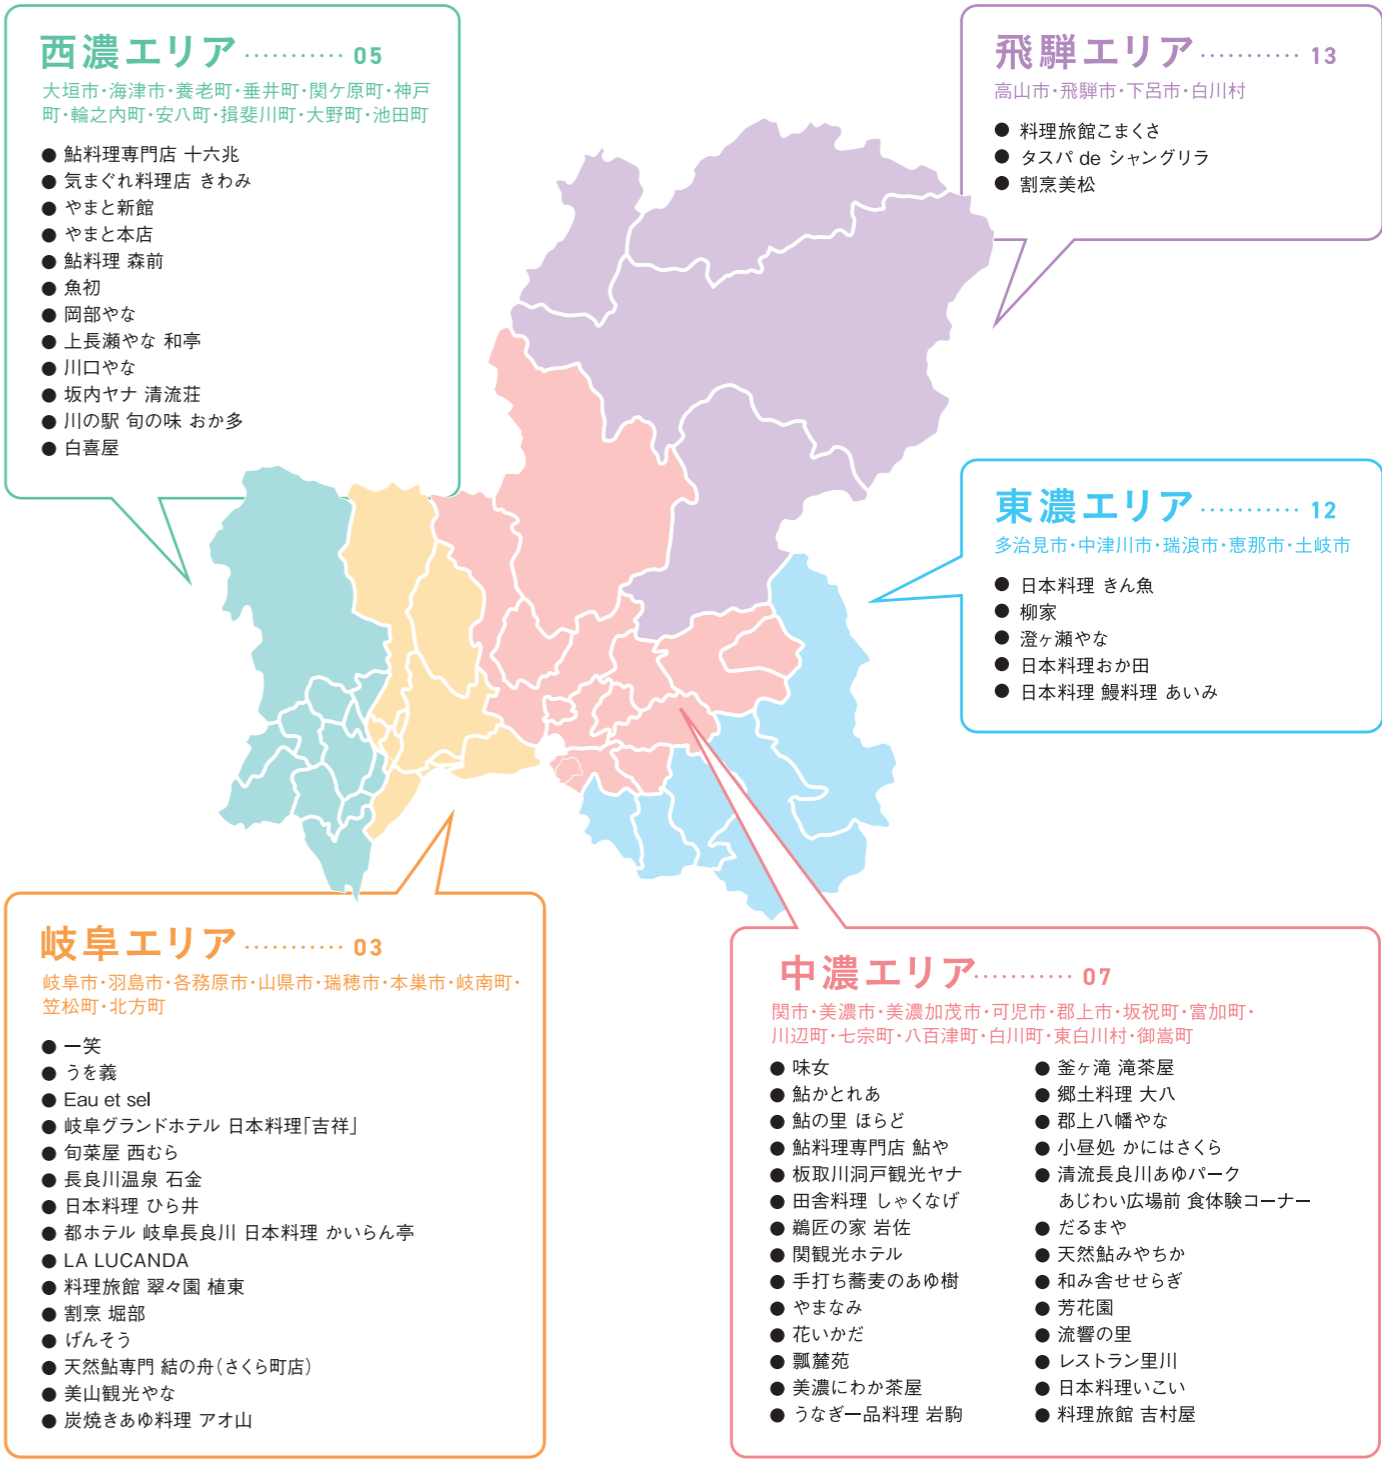 西濃エリア ………… 05
大垣市・海津市・養老町・垂井町・関ケ原町・神戸
町・輪之内町・安八町・揖斐川町・大野町・池田町
● 鮎料理専門店 十六兆
● 気まぐれ料理店 きわみ
● やまと新館
● やまと本店
● 鮎料理 森前
● 魚初
● 岡部やな
● 上長瀬やな 和亭
● 川口やな
● 坂内ヤナ 清流荘
● 川の駅 旬の味 おか多
● 白喜屋
飛騨エリア ………… 13
高山市・飛騨市・下呂市・白川村
● 料理旅館こまくさ
● タスパ de シャングリラ
● 割烹美松
東濃エリア ………… 12
多治見市・中津川市・瑞浪市・恵那市・土岐市
● 日本料理 きん魚
● 柳家
● 澄ヶ瀬やな
● 日本料理おか田
● 日本料理 鰻料理 あいみ
岐阜エリア ………… 03
岐阜市・羽島市・各務原市・山県市・瑞穂市・本巣市・岐南町・
笠松町・北方町
● 一笑
● うを義
● Eau et sel
● 岐阜グランドホテル 日本料理「吉祥」
● 旬菜屋 西むら
● 長良川温泉 石金
● 日本料理 ひら井
● 都ホテル 岐阜長良川 日本料理 かいらん亭
● LA LUCANDA
● 料理旅館 翠々園 植東
● 割烹 堀部
● げんそう
● 天然鮎専門 結の舟（さくら町店）
● 美山観光やな
● 炭焼きあゆ料理 アオ山
中濃エリア ………… 07
関市・美濃市・美濃加茂市・可児市・郡上市・坂祝町・富加町・
川辺町・七宗町・八百津町・白川町・東白川村・御嵩町
● 味女
● 鮎かとれあ
● 鮎の里 ほらど
● 鮎料理専門店 鮎や
● 板取川洞戸観光ヤナ
● 田舎料理 しゃくなげ
● 鵜匠の家 岩佐
● 関観光ホテル
● 手打ち蕎麦のあゆ樹
● やまなみ
● 花いかだ
● 瓢麓苑
● 美濃にわか茶屋
● うなぎ一品料理 岩駒
● 釜ヶ滝 滝茶屋
● 郷土料理 大八
● 郡上八幡やな
● 小昼処 かにはさくら
● 清流長良川あゆパーク
あじわい広場前 食体験コーナー
● だるまや
● 天然鮎みやちか
● 和み舎せせらぎ
● 芳花園
● 流響の里
● レストラン里川
● 日本料理いこい
● 料理旅館 吉村屋